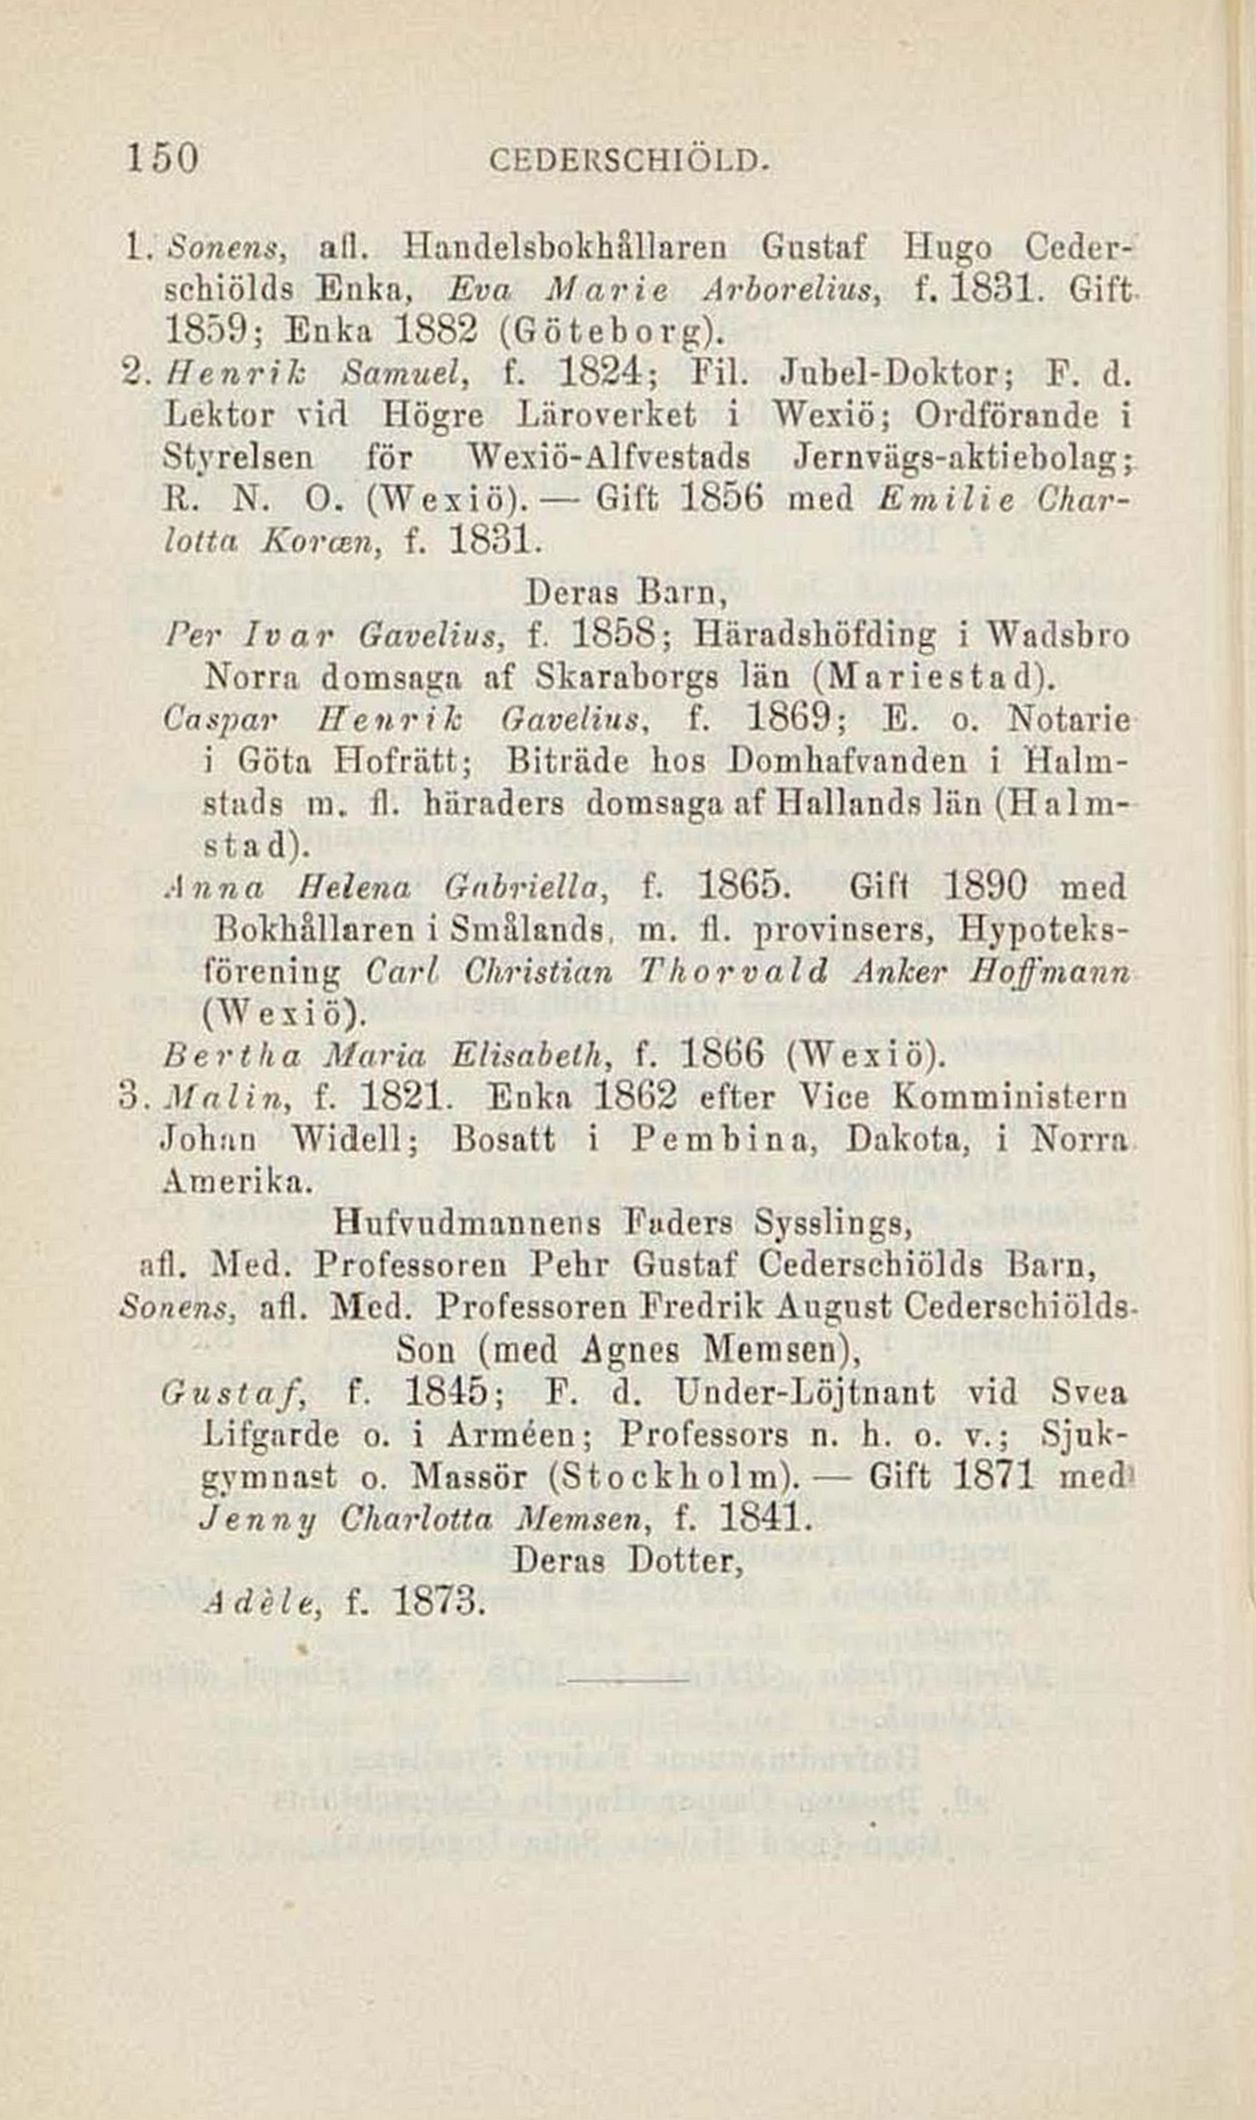 150 CEDERSCHIÖLD.
1. Sonens, afl. Handelsbokhållaren Gustaf Hugo Ceder-
schiölds Enka, Eva Marie Arborelius, f. 1831. Gift
1859; Enka 1882 (Göteborg).
2. Henrik Samuel, f. 1824; Fil. Jubel-Doktor; F. d.
Lektor vid Högre Läroverket i Wexiö; Ordförande i
Styrelsen för Wexiö-Alfvestads Jernvägs-aktiebolag;
R. N. O. (Wexiö). — Gift 1856 med Emilie Char-
lotta Koræn, f. 1831.
Deras Barn,
Per Ivar Gavelius, f. 1858; Häradshöfding i Wadsbro
Norra domsaga af Skaraborgs län (Mariestad).
Caspar Henrik Gavelius, f. 1869; E. o. Notarie
i Göta Hofrätt; Biträde hos Domhafvanden i Halm-
stads m. fl. häraders domsaga af Hallands län (Halm-
stad).
Anna Helena Gabriella, f. 1865. Gift 1890 med
Bokhållaren i Smålands, m. fl. provinsers, Hypoteks-
förening Carl Christian Thorvald Anker Hoffmann
(Wexiö).
Bertha Maria Elisabeth, f. 1866 (Wexiö).
3. Malin, f. 1821. Enka 1862 efter Vice Komministern
Johan Widell; Bosatt i Pembina, Dakota, i Norra
Amerika.
Hufvudmannens Faders Sysslings,
afl. Med. Professoren Pehr Gustaf Cederschiölds Barn,
Sonens, afl. Med. Professoren Fredrik August Cederschiölds
Son (med Agnes Memsen),
Gustaf, f. 1845; F. d. Under-Löjtnant vid Svea
Lifgarde o. i Arméen; Professors n. h. o. v.; Sjuk-
gymnast o. Massör (Stockholm). — Gift 1871 med
Jenny Charlotta Memsen, f. 1841.
Deras Dotter,
Adèle, f. 1873.